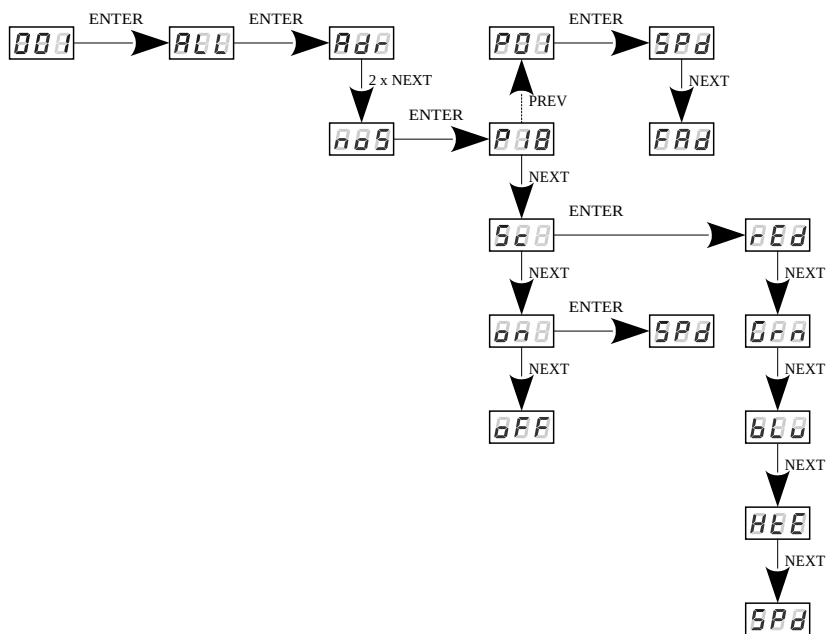 ENTER
ENTER
ENTER
001
ALL
Adr
P01
SPd
2 x NEXT
NEXT
PREV
ENTER
noS
P18
FAd
NEXT
ENTER
Sc
rEd
NEXT
NEXT
ENTER
on
SPd
Grn
NEXT
NEXT
oFF
bLu
NEXT
HtE
NEXT
SPd